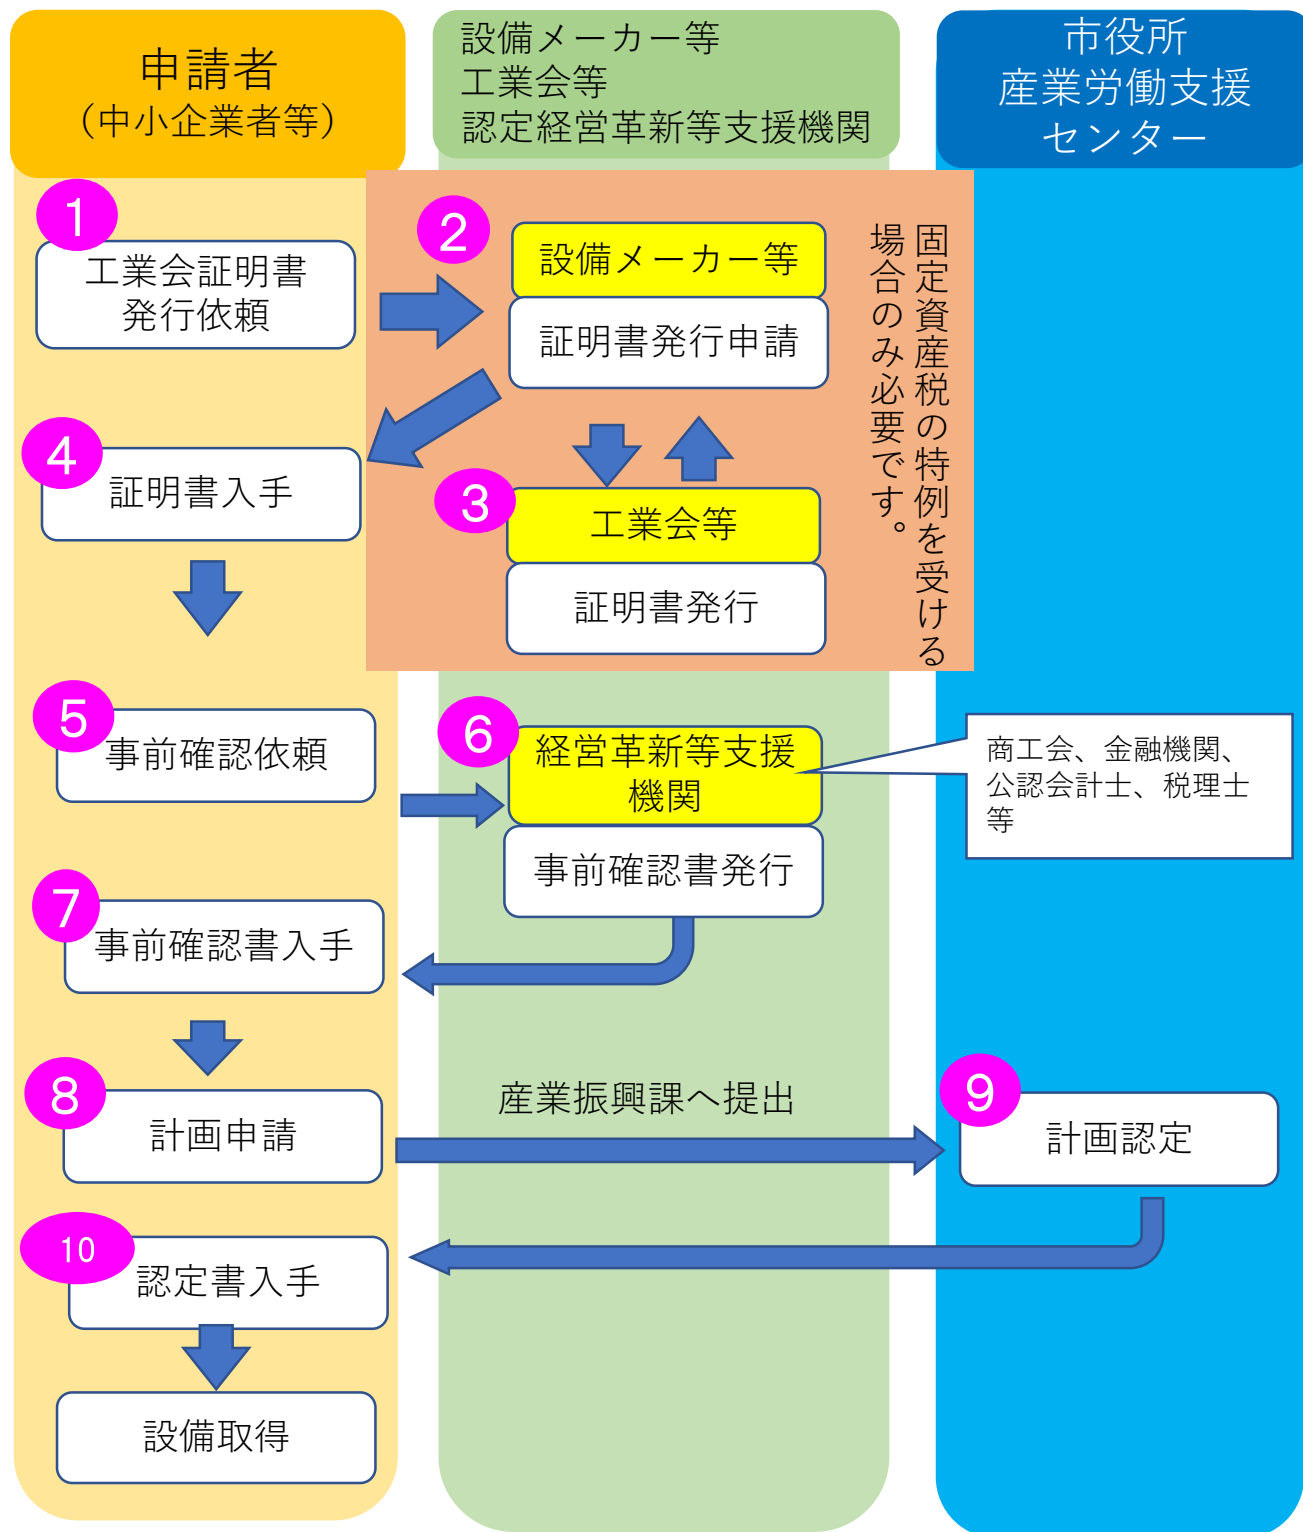 申請者
（中小企業者等）
設備メーカー等
工業会等
認定経営革新等支援機関
市役所
産業労働支援
センター
1
工業会証明書
発行依頼
2
設備メーカー等
証明書発行申請
固定資産税の特例を受ける
場合のみ必要です。
3
工業会等
証明書発行
4
証明書入手
5
事前確認依頼
6
経営革新等支援
機関
事前確認書発行
商工会、金融機関、
公認会計士、税理士
等
7
事前確認書入手
8
計画申請
産業振興課へ提出
9
計画認定
10
認定書入手
設備取得